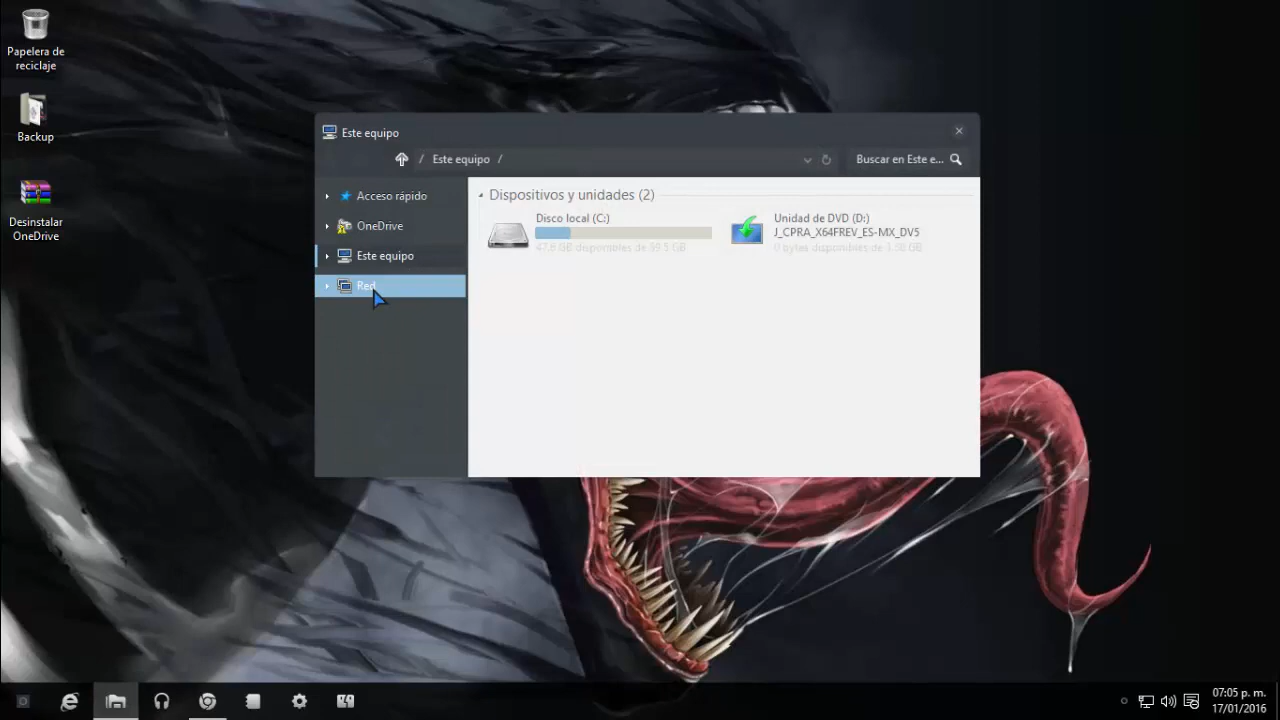 Papelera de
reciclaje
Backup
Desinstalar
OneDrive
Este equipo
/ Este equipo /
Buscar en Este e...
Acceso rápido
OneDrive
Este equipo
Red
Dispositivos y unidades (2)
Disco local (C:)
47.8 GB disponibles de 59.5 GB
Unidad de DVD (D:)
J_CPRA_X64FREV_ES-MX_DV5
0 bytes disponibles de 3.98 GB
07:05 p. m.
17/01/2016